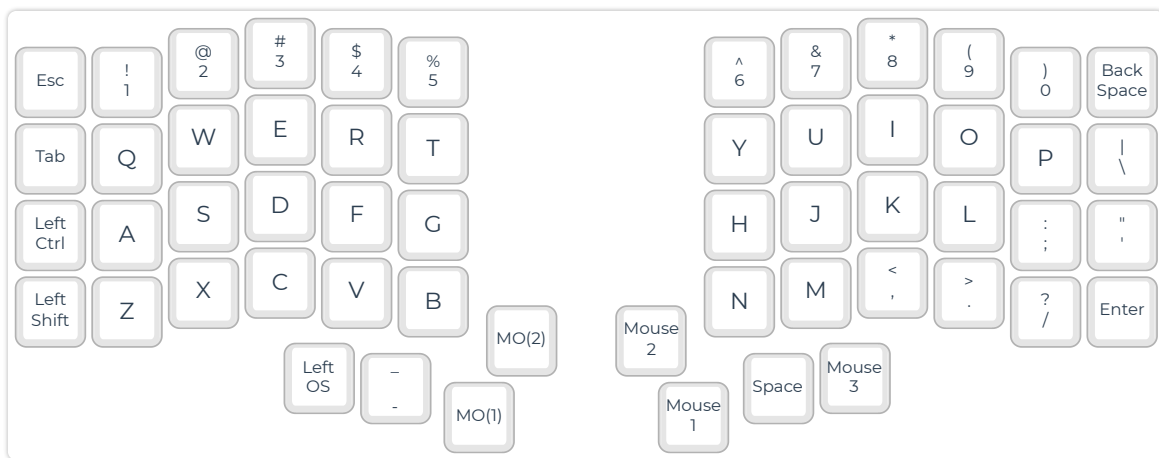 Esc
!
1
@
2
#
3
$
4
%
5
^
6
&
7
*
8
(
9
)
0
Back
Space
Tab
Q
W
E
R
T
Y
U
I
O
P
|
\
Left
Ctrl
A
S
D
F
G
H
J
K
L
:
;
"
'
Left
Shift
Z
X
C
V
B
N
M
<
,
>
.
?
/
Enter
MO(2)
Mouse
2
Left
OS
_
-
MO(1)
Mouse
1
Space
Mouse
3